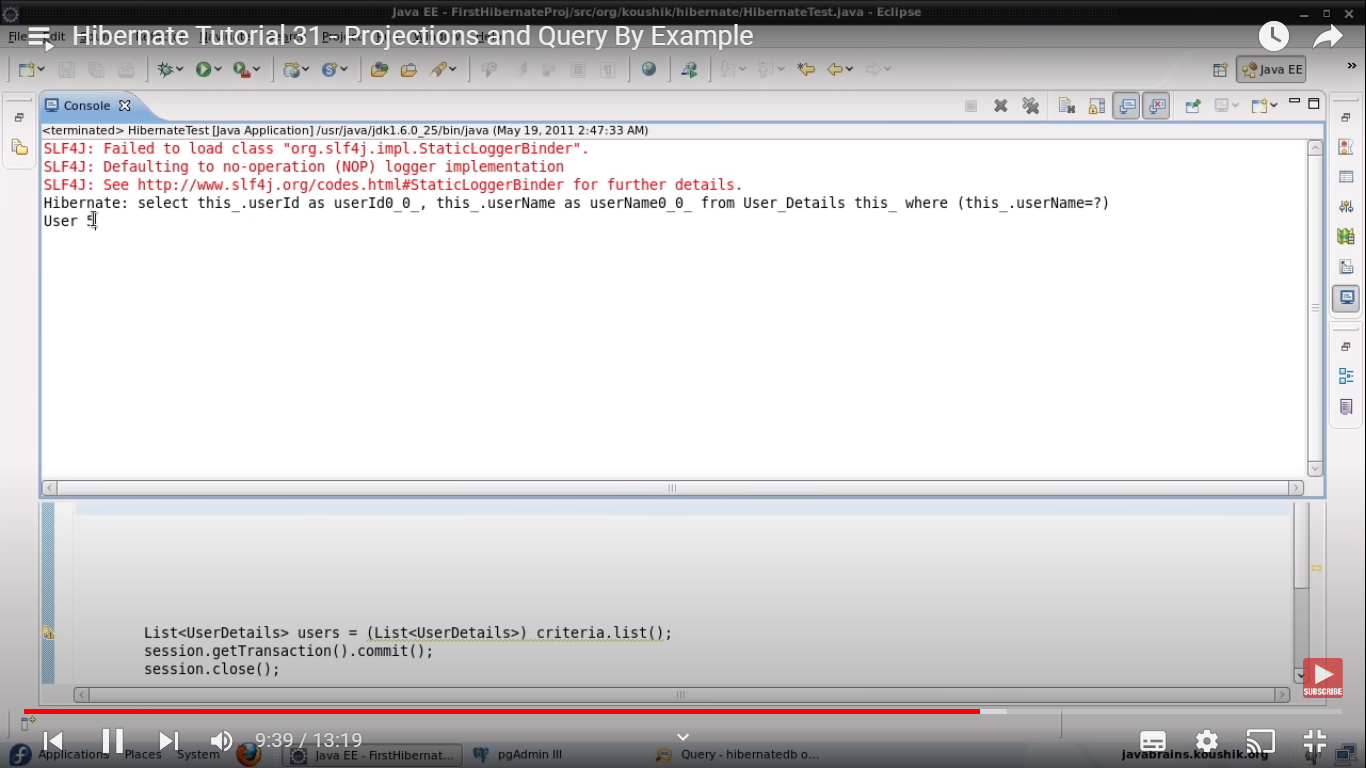 Java EE - FirstHibernateProj/src/org/koushik/hibernate/HibernateTest.java - Eclipse
Hibernate Tutorial 31 - Projections and Query By Example
Java EE
Console
<terminated> HibernateTest [Java Application] /usr/java/jdk1.6.0_25/bin/java (May 19, 2011 2:47:33 AM)
SLF4J: Failed to load class "org.slf4j.impl.StaticLoggerBinder".
SLF4J: Defaulting to no-operation (NOP) logger implementation
SLF4J: See http://www.slf4j.org/codes.html#StaticLoggerBinder for further details.
Hibernate: select this_.userId as userId0_0_, this_.userName as userName0_0_ from User_Details this_ where (this_.userName=?)
User 5
List<UserDetails> users = (List<UserDetails>) criteria.list();
session.getTransaction().commit();
session.close();
SUBSCRIBE
9:39 / 13:19
Applications Places System
Java EE - FirstHibernat...
pgAdmin III
Query - hibernatedb o...
javabrains.koushik.org